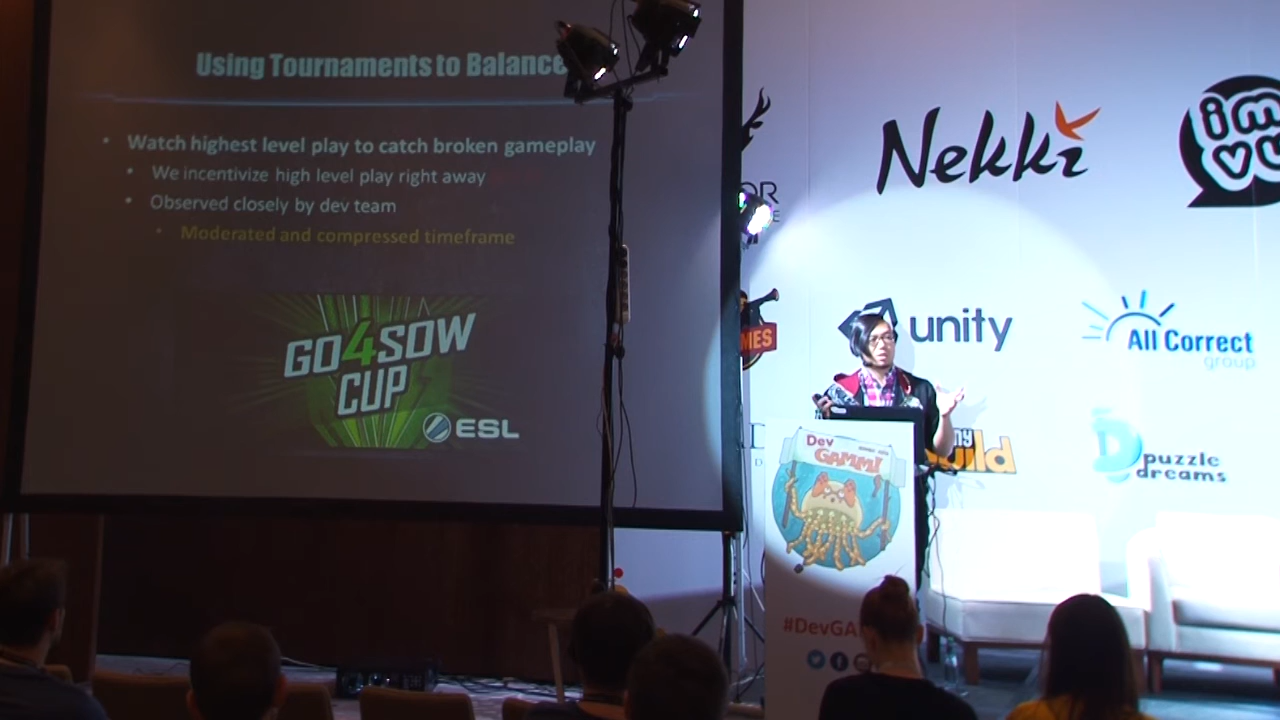 Using Tournaments to Balance
Watch highest level play to catch broken gameplay
We incentivize high level play right away
Observed closely by dev team
Moderated and compressed timeframe
GO4SOW
CUP
ESL
Nekki
im
unity
All Correct
group
puzzle
dreams
Dev
GAMM!
#DevGA